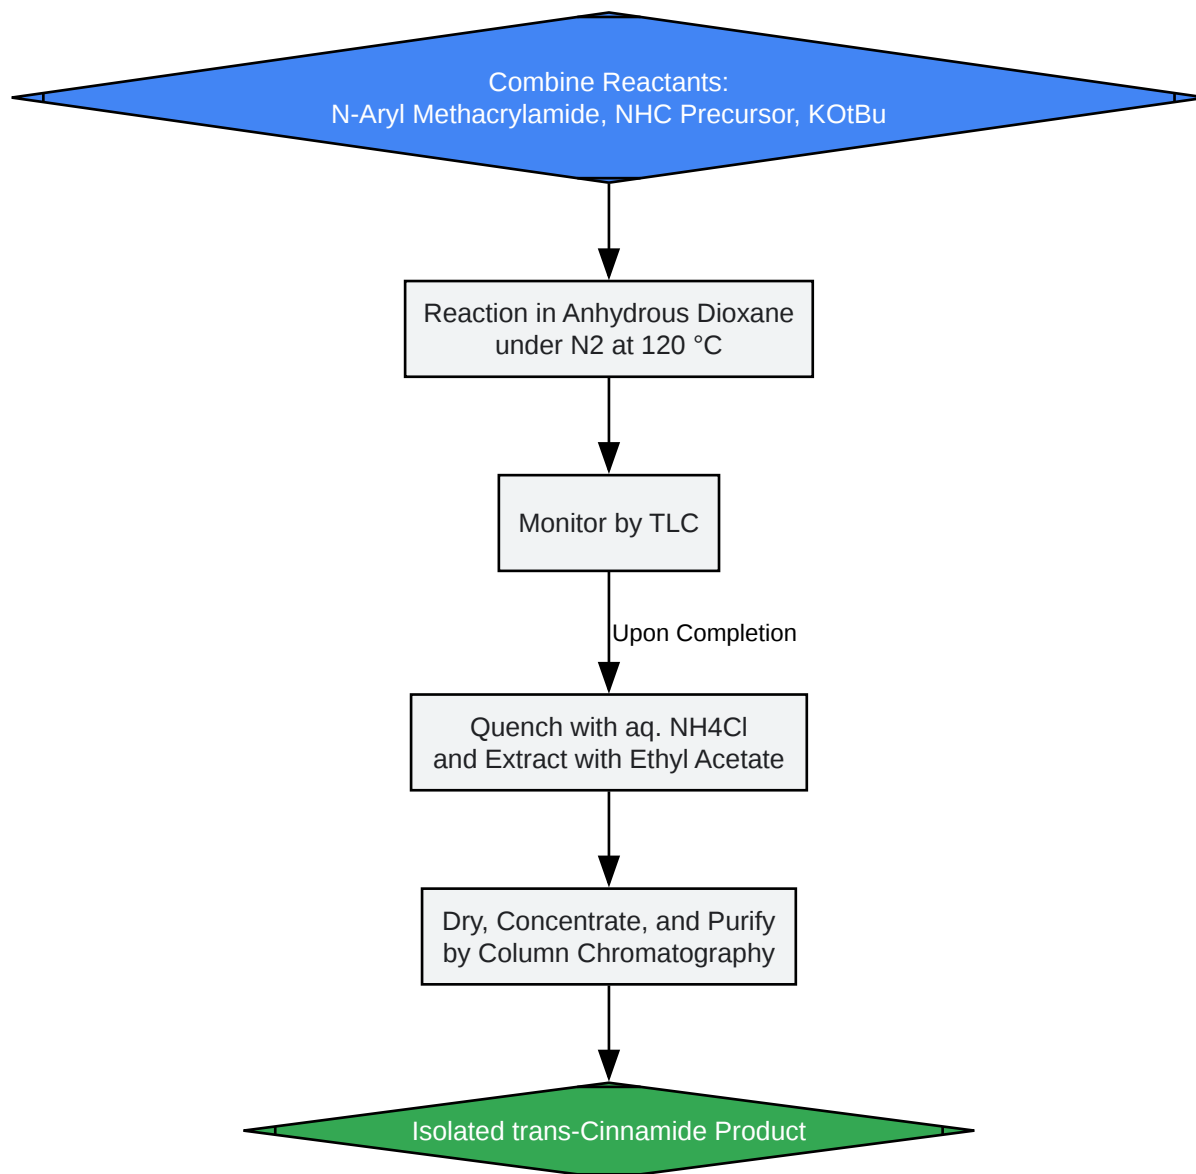 Combine Reactants:
N-Aryl Methacrylamide, NHC Precursor, KOtBu
Reaction in Anhydrous Dioxane
under N2 at 120 °C
Monitor by TLC
Upon Completion
Quench with aq. NH4Cl
and Extract with Ethyl Acetate
Dry, Concentrate, and Purify
by Column Chromatography
Isolated trans-Cinnamide Product